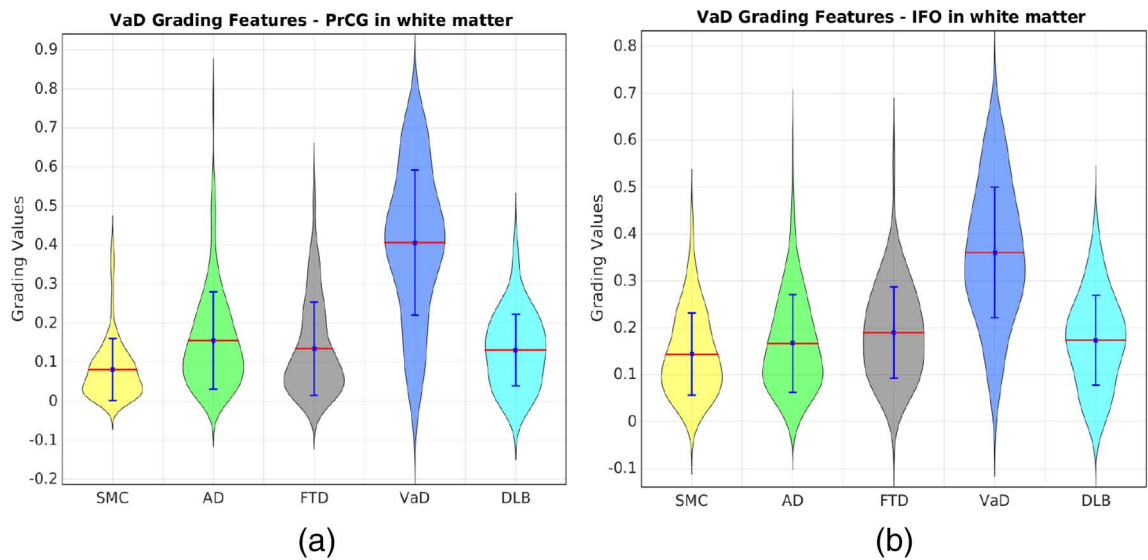 VaD Grading Features - PrCG in white matter
Grading Values
0.9
0.8
0.7
0.6
0.5
0.4
0.3
0.2
0.1
0
-0.1
-0.2
SMC AD FTD VaD DLB
(a)
VaD Grading Features - IFO in white matter
Grading Values
0.8
0.7
0.6
0.5
0.4
0.3
0.2
0.1
0
-0.1
SMC AD FTD VaD DLB
(b)